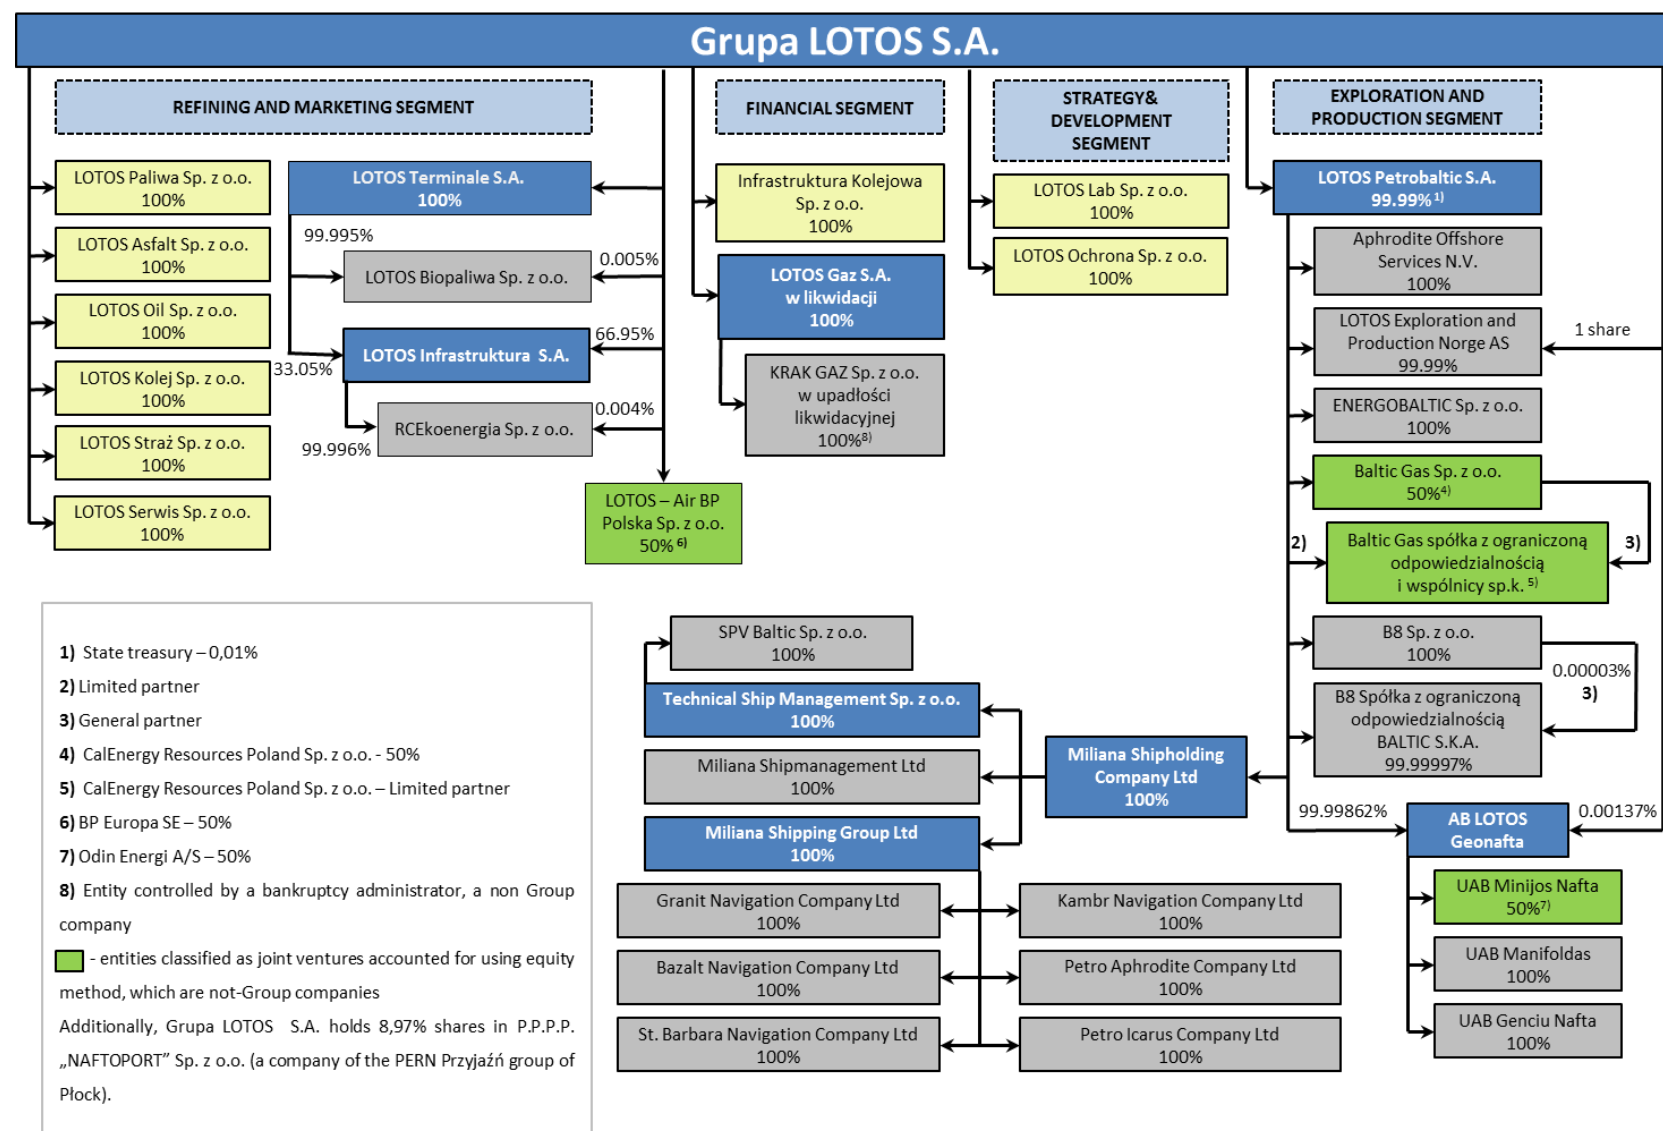 Grupa LOTOS S.A.
REFINING AND MARKETING SEGMENT
LOTOS Paliwa Sp. z o.o.
100%
LOTOS Asfalt Sp. z o.o.
100%
LOTOS Oil Sp. z o.o.
100%
LOTOS Kolej Sp. z o.o.
100%
LOTOS Straż Sp. z o.o.
100%
LOTOS Serwis Sp. z o.o.
100%
LOTOS Terminale S.A.
100%
99.995%
LOTOS Biopaliwa Sp. z o.o.
0.005%
66.95%
LOTOS Infrastruktura S.A.
33.05%
0.004%
RCEkoenergia Sp. z o.o.
99.996%
LOTOS – Air BP
Polska Sp. z o.o.
50% 6)
FINANCIAL SEGMENT
Infrastruktura Kolejowa
Sp. z o.o.
100%
LOTOS Gaz S.A.
w likwidacji
100%
KRAK GAZ Sp. z o.o.
w upadłości
likwidacyjnej
100%8)
STRATEGY&
DEVELOPMENT
SEGMENT
LOTOS Lab Sp. z o.o.
100%
LOTOS Ochrona Sp. z o.o.
100%
EXPLORATION AND
PRODUCTION SEGMENT
LOTOS Petrobaltic S.A.
99.99% 1)
Aphrodite Offshore
Services N.V.
100%
LOTOS Exploration and
Production Norge AS
99.99%
1 share
ENERGOBALTIC Sp. z o.o.
100%
Baltic Gas Sp. z o.o.
50%4)
2)
Baltic Gas spółka z ograniczoną
odpowiedzialnością
i wspólnicy sp.k. 5)
3)
B8 Sp. z o.o.
100%
0.00003%
3)
B8 Spółka z ograniczoną
odpowiedzialnością
BALTIC S.K.A.
99.99997%
99.99862%
AB LOTOS
Geonafta
0.00137%
UAB Minijos Nafta
50%7)
UAB Manifoldas
100%
UAB Genciu Nafta
100%
Miliana Shipholding
Company Ltd
100%
SPV Baltic Sp. z o.o.
100%
Technical Ship Management Sp. z o.o.
100%
Miliana Shipmanagement Ltd
100%
Miliana Shipping Group Ltd
100%
Granit Navigation Company Ltd
100%
Kambr Navigation Company Ltd
100%
Bazalt Navigation Company Ltd
100%
Petro Aphrodite Company Ltd
100%
St. Barbara Navigation Company Ltd
100%
Petro Icarus Company Ltd
100%
1) State treasury – 0,01%
2) Limited partner
3) General partner
4) CalEnergy Resources Poland Sp. z o.o. - 50%
5) CalEnergy Resources Poland Sp. z o.o. – Limited partner
6) BP Europa SE – 50%
7) Odin Energi A/S – 50%
8) Entity controlled by a bankruptcy administrator, a non Group
company
- entities classified as joint ventures accounted for using equity
method, which are not-Group companies
Additionally, Grupa LOTOS S.A. holds 8,97% shares in P.P.P.P.
„NAFTOPORT” Sp. z o.o. (a company of the PERN Przyjaźń group of
Płock).